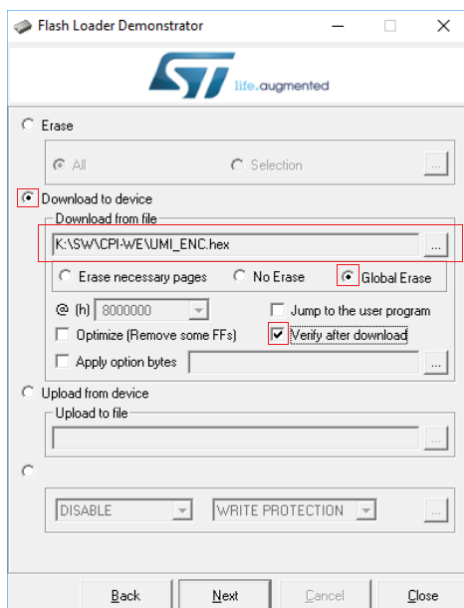 Flash Loader Demonstrator
ST life.augmented
Erase
All Selection ...
Download to device
Download from file
K:\SW\CPI-WE\UMI_ENC.hex ...
Erase necessary pages No Erase Global Erase
@ (h) 8000000 Jump to the user program
Optimize (Remove some FFs) Verify after download
Apply option bytes ...
Upload from device
Upload to file
...
DISABLE WRITE PROTECTION ...
Back Next Cancel Close